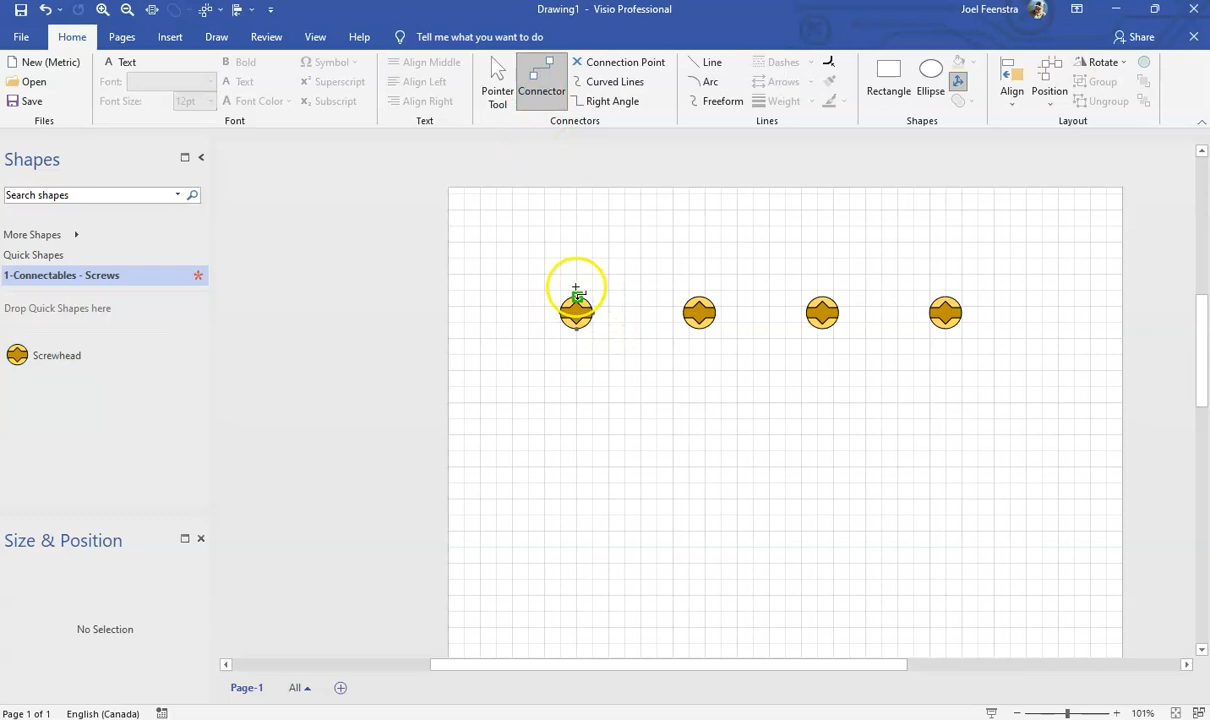 Drawing1 - Visio Professional
Joel Feenstra
File
Home
Pages
Insert
Draw
Review
View
Help
Tell me what you want to do
Share
New (Metric)
Open
Save
Files
Text
Font:
Font Size:
12pt
Bold
Text
Font Color
Symbol
Superscript
Subscript
Font
Align Middle
Align Left
Align Right
Text
Pointer
Tool
Connector
Connection Point
Curved Lines
Right Angle
Connectors
Line
Arc
Freeform
Dashes
Arrows
Weight
Lines
Rectangle
Ellipse
Shapes
Align
Position
Rotate
Group
Ungroup
Layout
Shapes
Search shapes
More Shapes
Quick Shapes
1-Connectables - Screws
Drop Quick Shapes here
Screwhead
Size & Position
No Selection
Page-1
All
Page 1 of 1
English (Canada)
101%